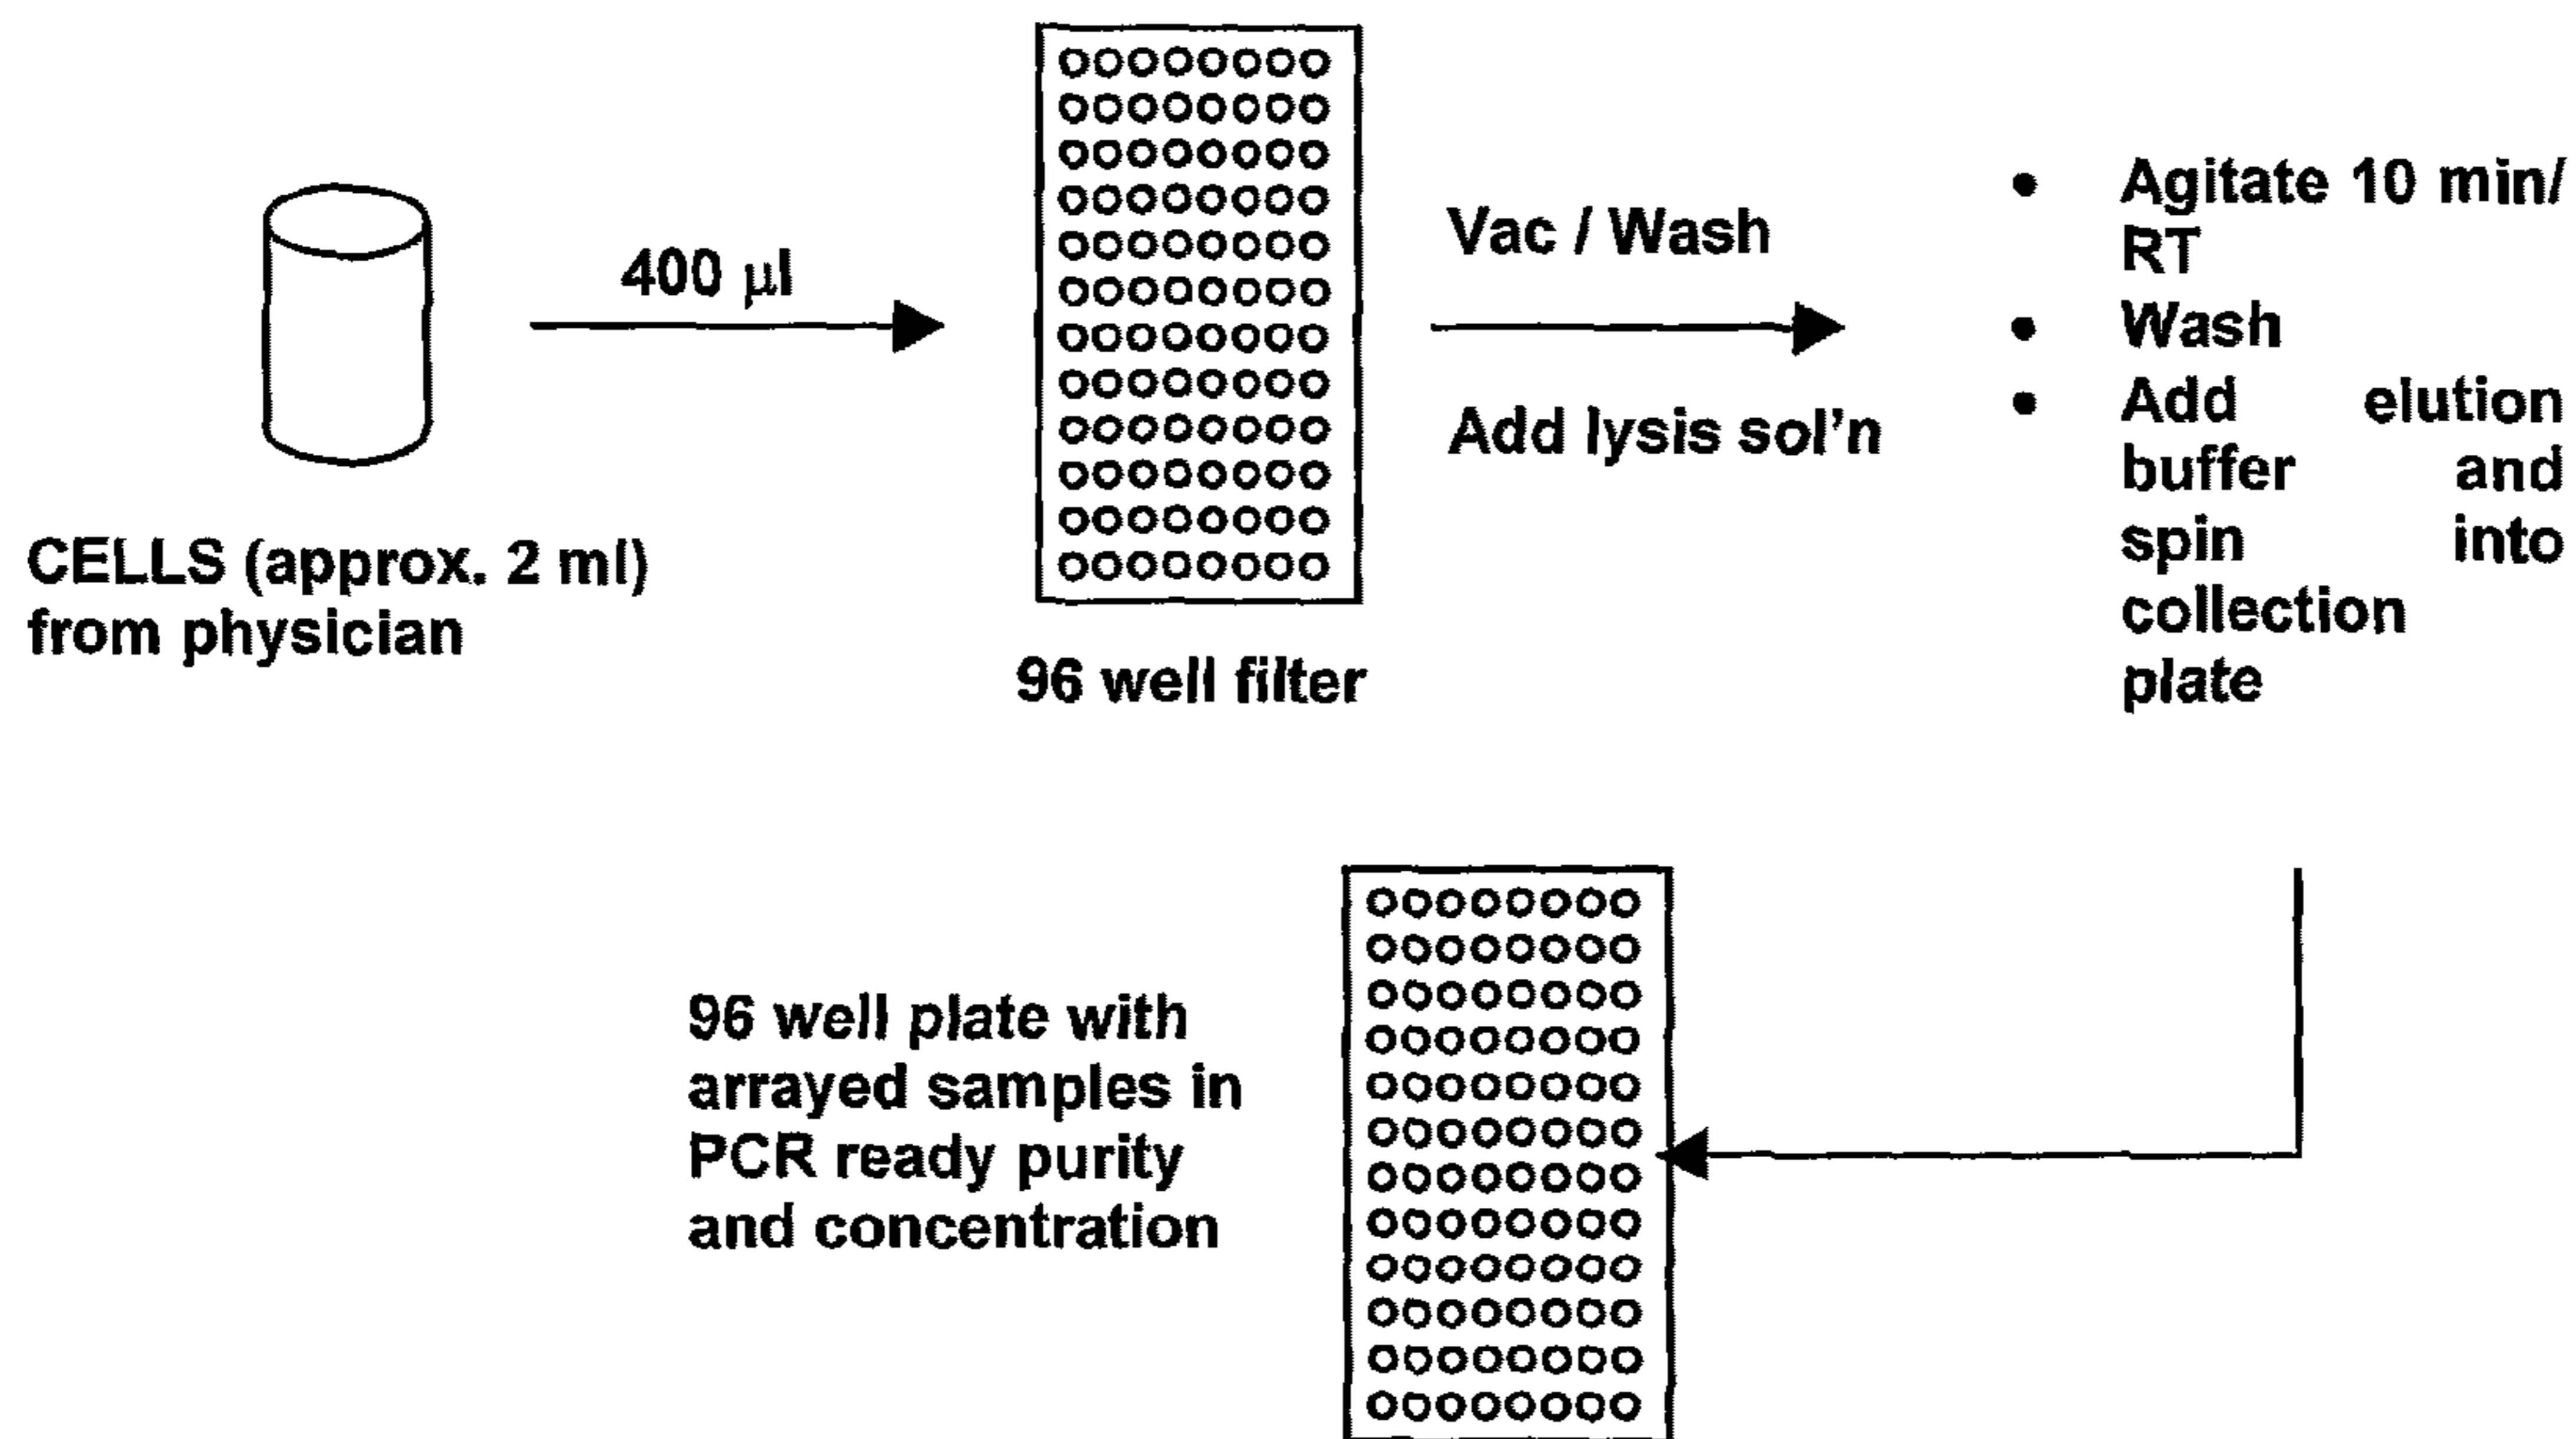 CELLS (approx. 2 ml)
from physician
400 μl
96 well filter
Vac / Wash
Add lysis sol'n
• Agitate 10 min/
RT
• Wash
• Add elution
buffer and
spin into
collection
plate
96 well plate with
arrayed samples in
PCR ready purity
and concentration